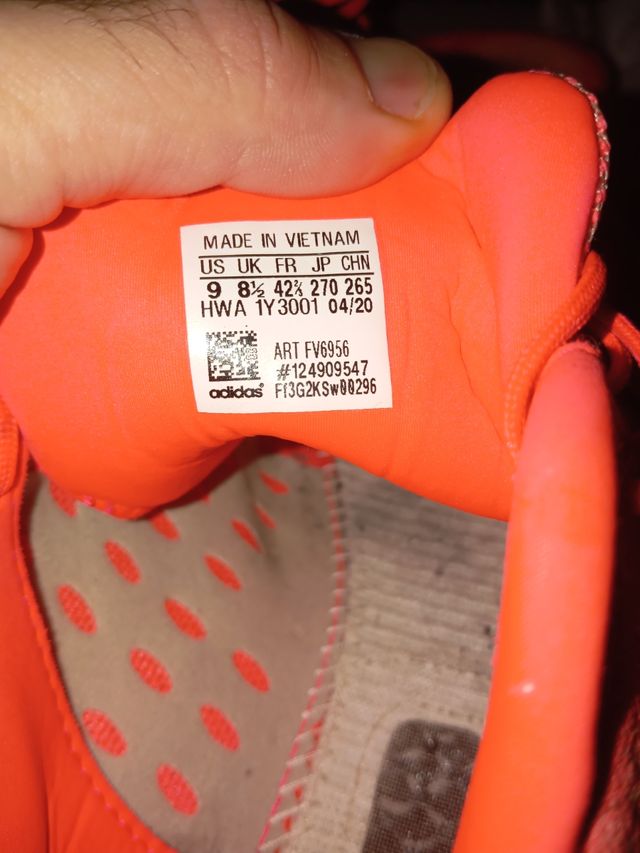 MADE IN VIETNAM
US UK FR JP CHN
9 8½ 42⅔ 270 265
HWA 1Y3001 04/20
ART FV6956
#124909547
adidas® Ff3G2KSw00296